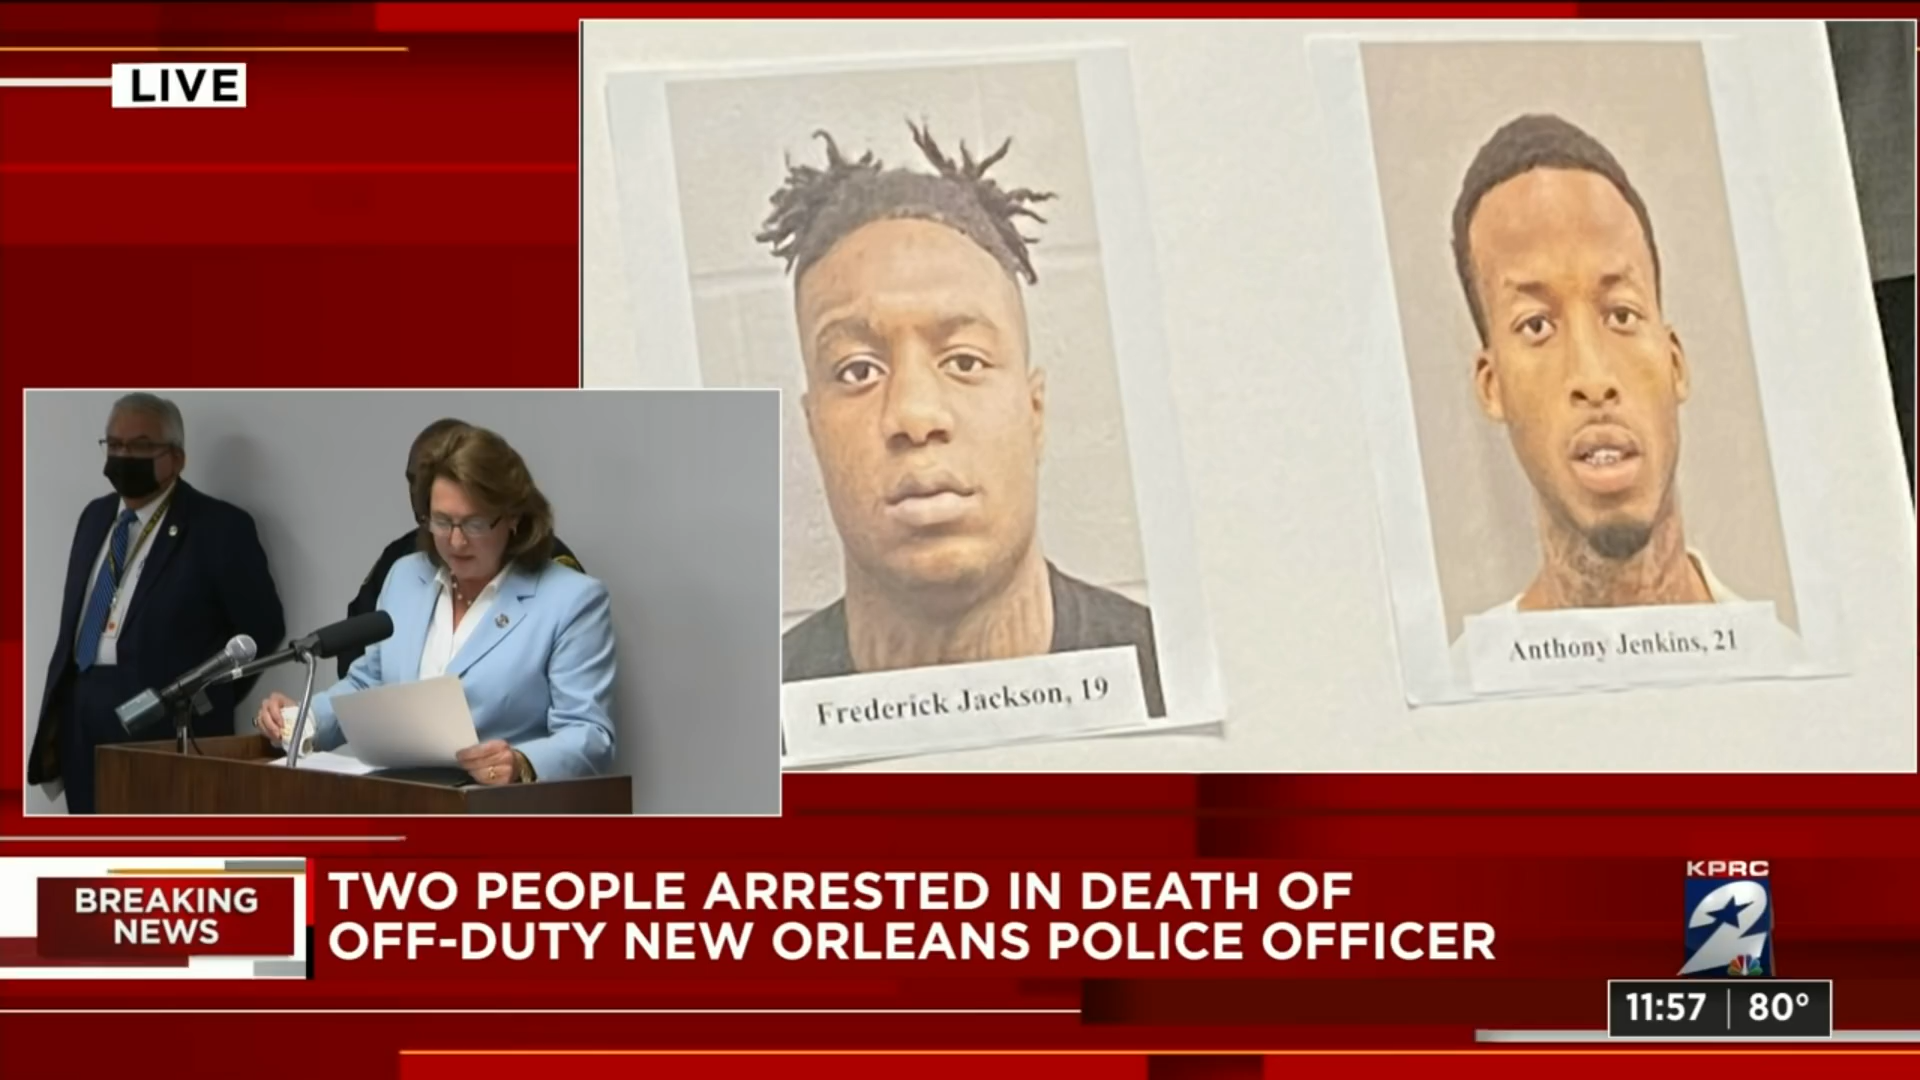 LIVE
Frederick Jackson, 19
Anthony Jenkins, 21
BREAKING
NEWS
TWO PEOPLE ARRESTED IN DEATH OF
OFF-DUTY NEW ORLEANS POLICE OFFICER
KPRC
2
11:57 80°